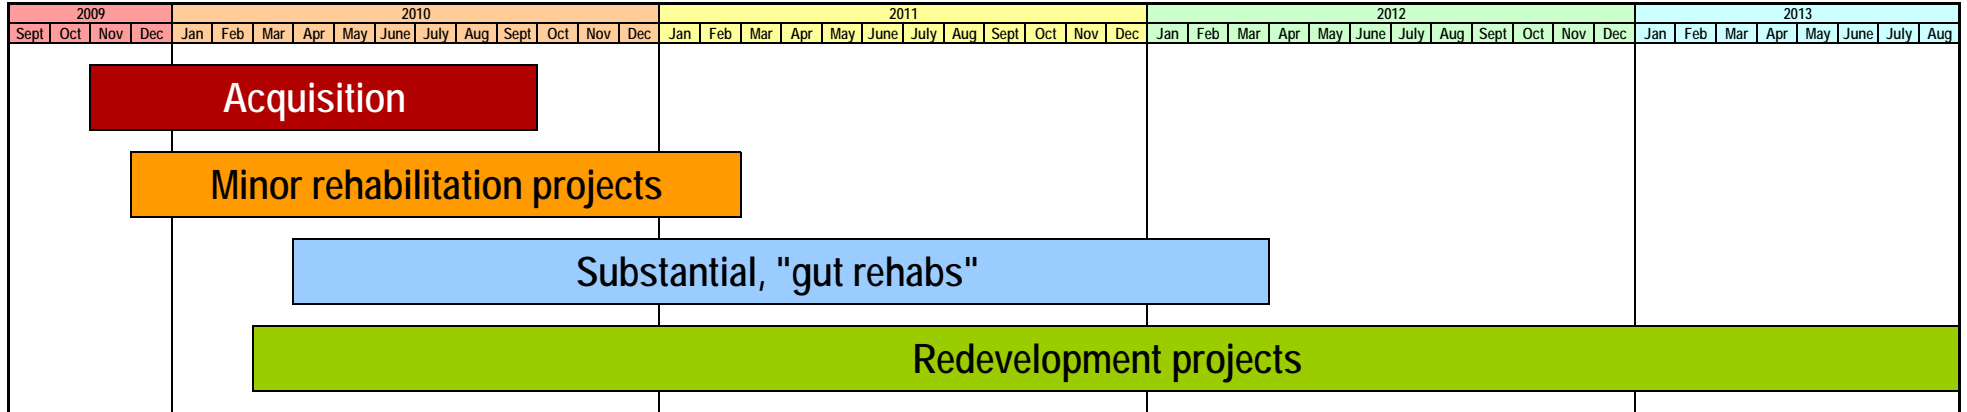 2009 2010 2011 2012 2013
Sept Oct Nov Dec Jan Feb Mar Apr May June July Aug Sept Oct Nov Dec Jan Feb Mar Apr May June July Aug Sept Oct Nov Dec Jan Feb Mar Apr May June July Aug Sept Oct Nov Dec Jan Feb Mar Apr May June July Aug
Acquisition
Minor rehabilitation projects
Substantial, "gut rehabs"
Redevelopment projects